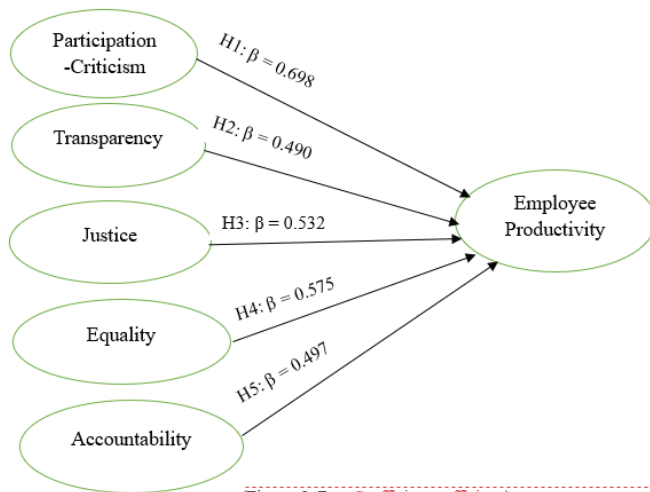 Participation
-Criticism
H1: β = 0.698
Transparency
H2: β = 0.490
Justice
H3: β = 0.532
Employee
Productivity
Equality
H4: β = 0.575
Accountability
H5: β = 0.497